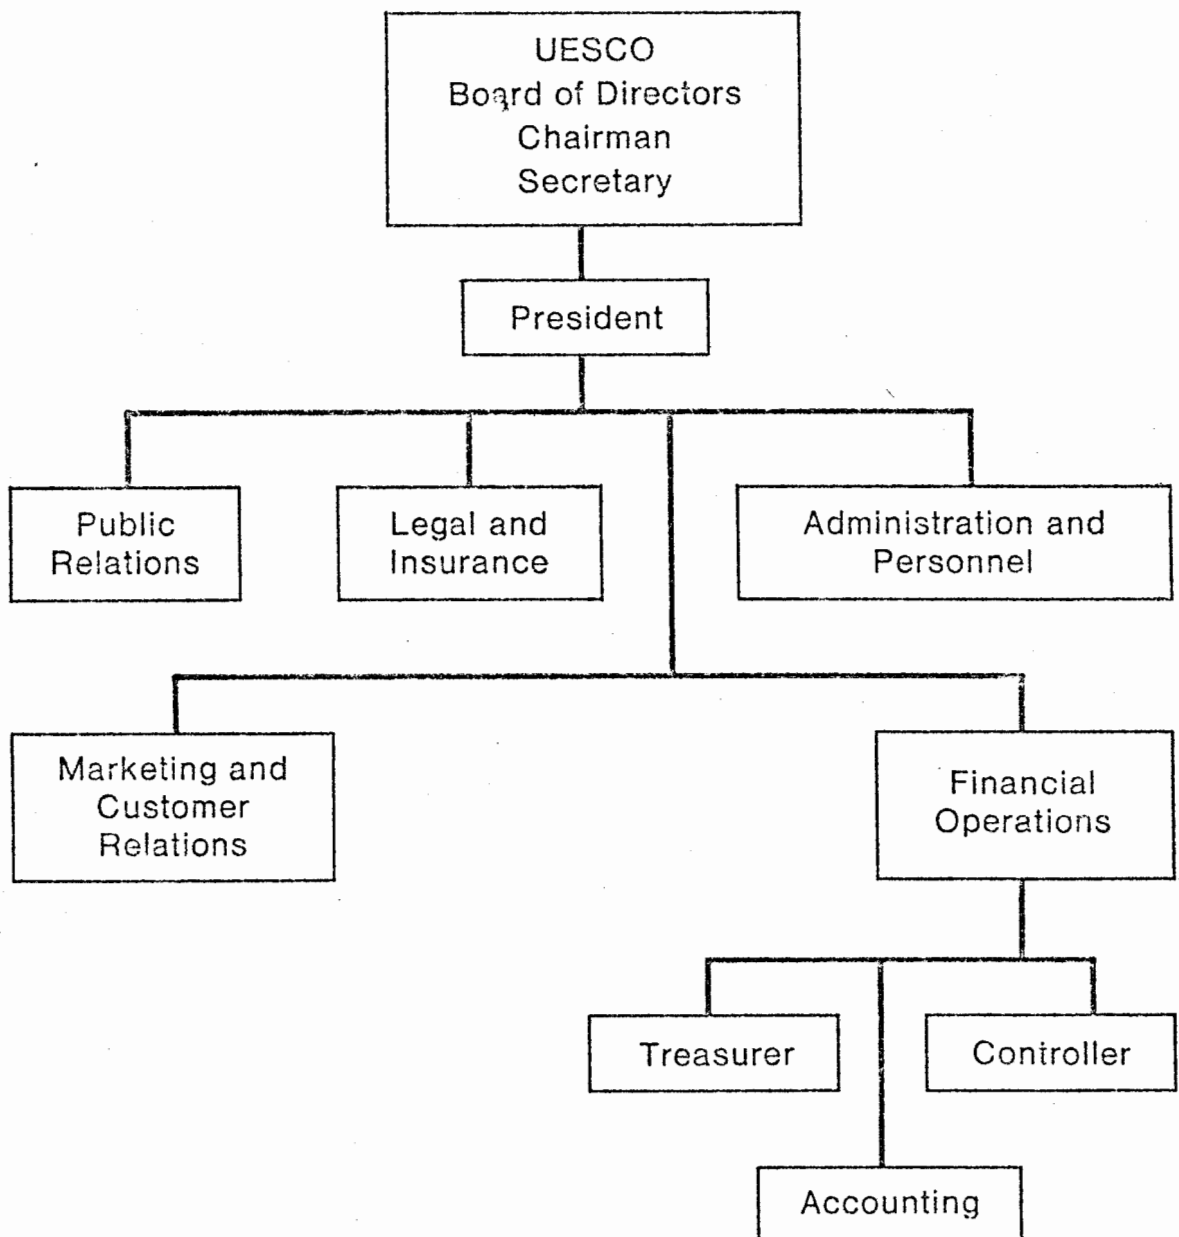 UESCO
Board of Directors
Chairman
Secretary
President
Public
Relations
Legal and
Insurance
Administration and
Personnel
Marketing and
Customer
Relations
Financial
Operations
Treasurer
Controller
Accounting